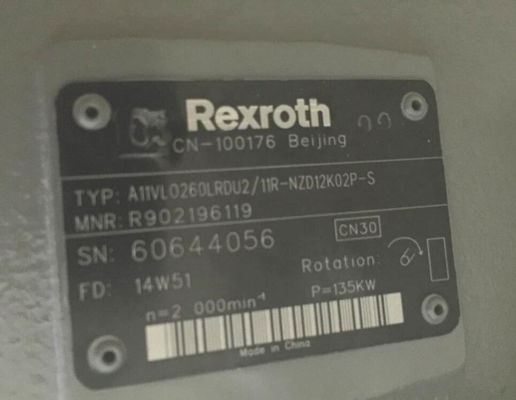 Rexroth
CN-100176 Beijing
TYP: A11VLO260LRDU2/11R-NZD12K02P-S
MNR: R902196119
SN: 60644056
CN30
FD: 14W51
Rotation:
n=2 000min⁻¹ P=135KW
Made in China